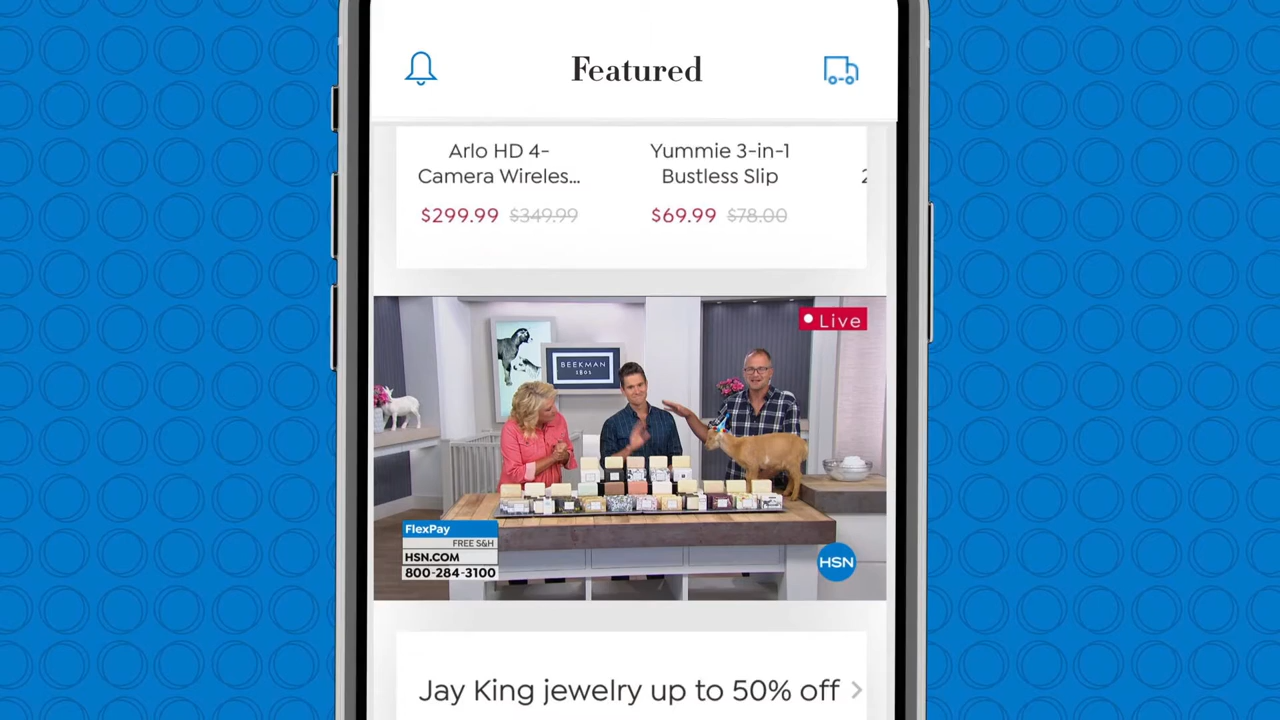 Featured
Arlo HD 4-
Camera Wireles...
$299.99 $349.99
Yummie 3-in-1
Bustless Slip
$69.99 $78.00
2
Live
BEEKMAN
1802
FlexPay
FREE S&H
HSN.COM
800-284-3100
HSN
Jay King jewelry up to 50% off